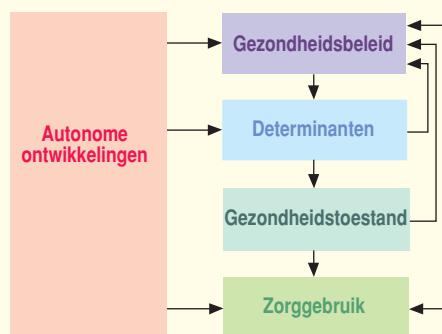 Gezondheidsbeleid
Autonome
ontwikkelingen
Determinanten
Gezondheidstoestand
Zorggebruik